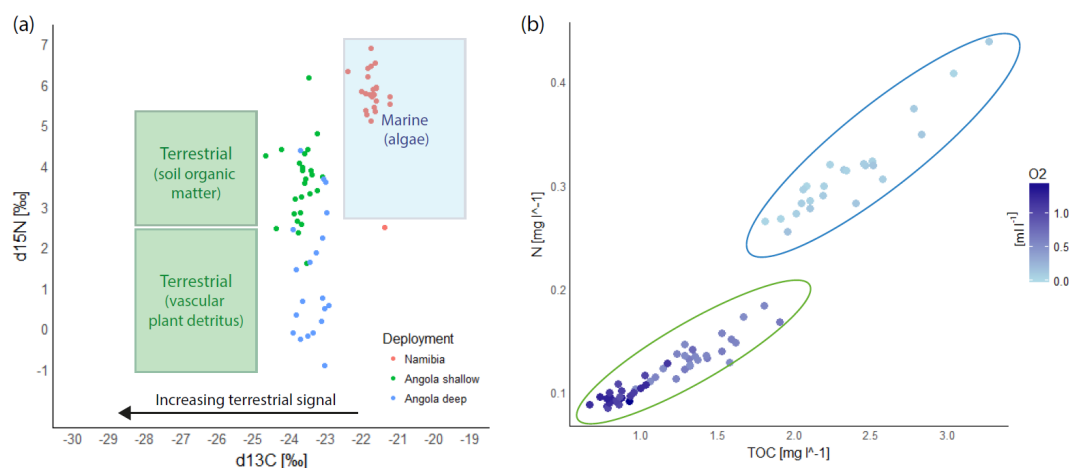 (a)
7
6
5
4
3
2
1
0
-1
d15N [‰]
Terrestrial
(soil organic
matter)
Terrestrial
(vascular
plant detritus)
Marine
(algae)
Deployment
Namibia
Angola shallow
Angola deep
Increasing terrestrial signal
-30 -29 -28 -27 -26 -25 -24 -23 -22 -21 -20 -19
d13C [‰]
(b)
0.4
0.3
0.2
0.1
N [mg l^-1]
1.0 1.5 2.0 2.5 3.0
TOC [mg l^-1]
O2
[ml l-1]
1.0
0.5
0.0